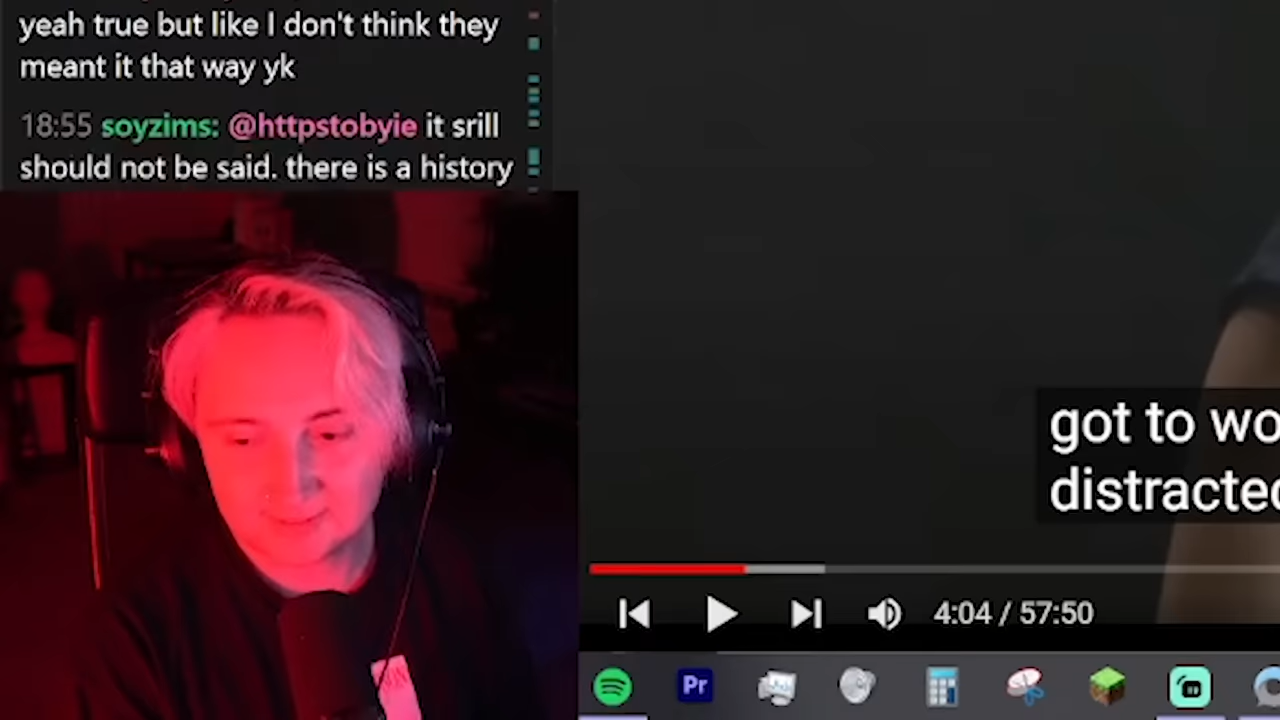 yeah true but like I don't think they
meant it that way yk
18:55 soyzims: @httpstobyie it srill
should not be said. there is a history
got to wo
distracted
4:04 / 57:50
Pr